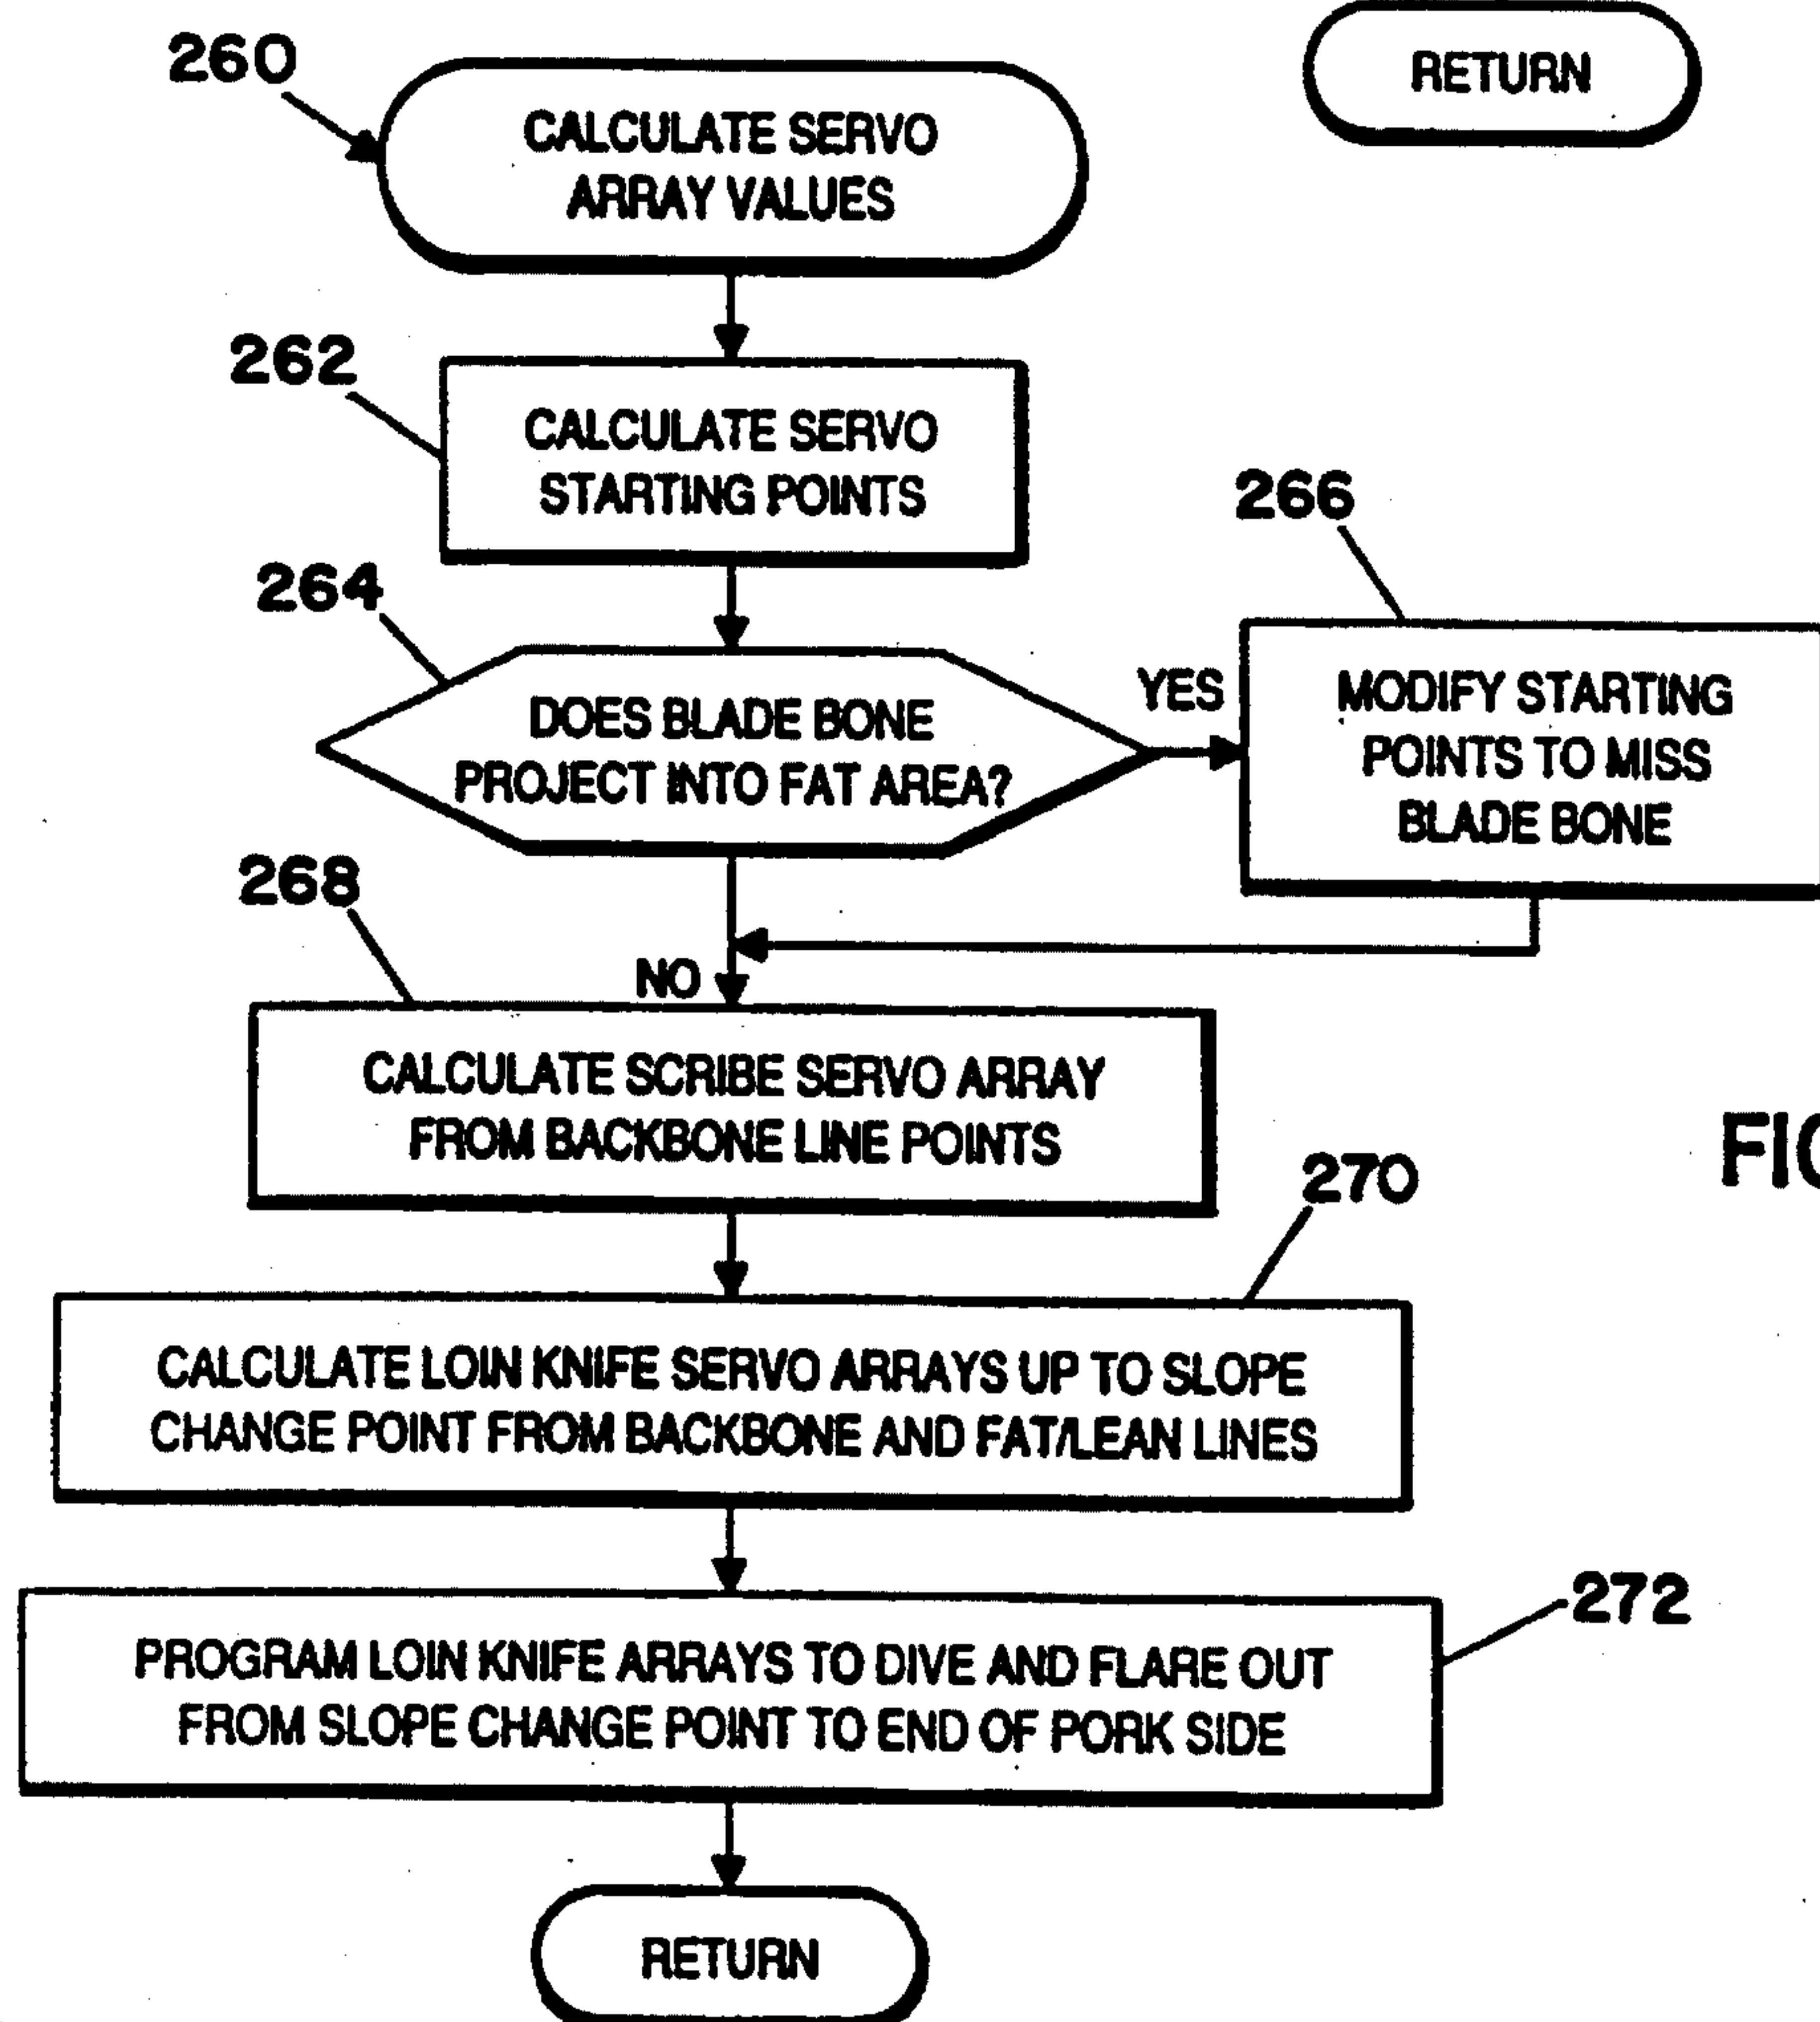 260
CALCULATE SERVO
ARRAY VALUES
RETURN
262
CALCULATE SERVO
STARTING POINTS
264
DOES BLADE BONE
PROJECT INTO FAT AREA?
YES
266
MODIFY STARTING
POINTS TO MISS
BLADE BONE
NO
268
CALCULATE SCRIBE SERVO ARRAY
FROM BACKBONE LINE POINTS
FIG
270
CALCULATE LOIN KNIFE SERVO ARRAYS UP TO SLOPE
CHANGE POINT FROM BACKBONE AND FAT/LEAN LINES
272
PROGRAM LOIN KNIFE ARRAYS TO DIVE AND FLARE OUT
FROM SLOPE CHANGE POINT TO END OF PORK SIDE
RETURN